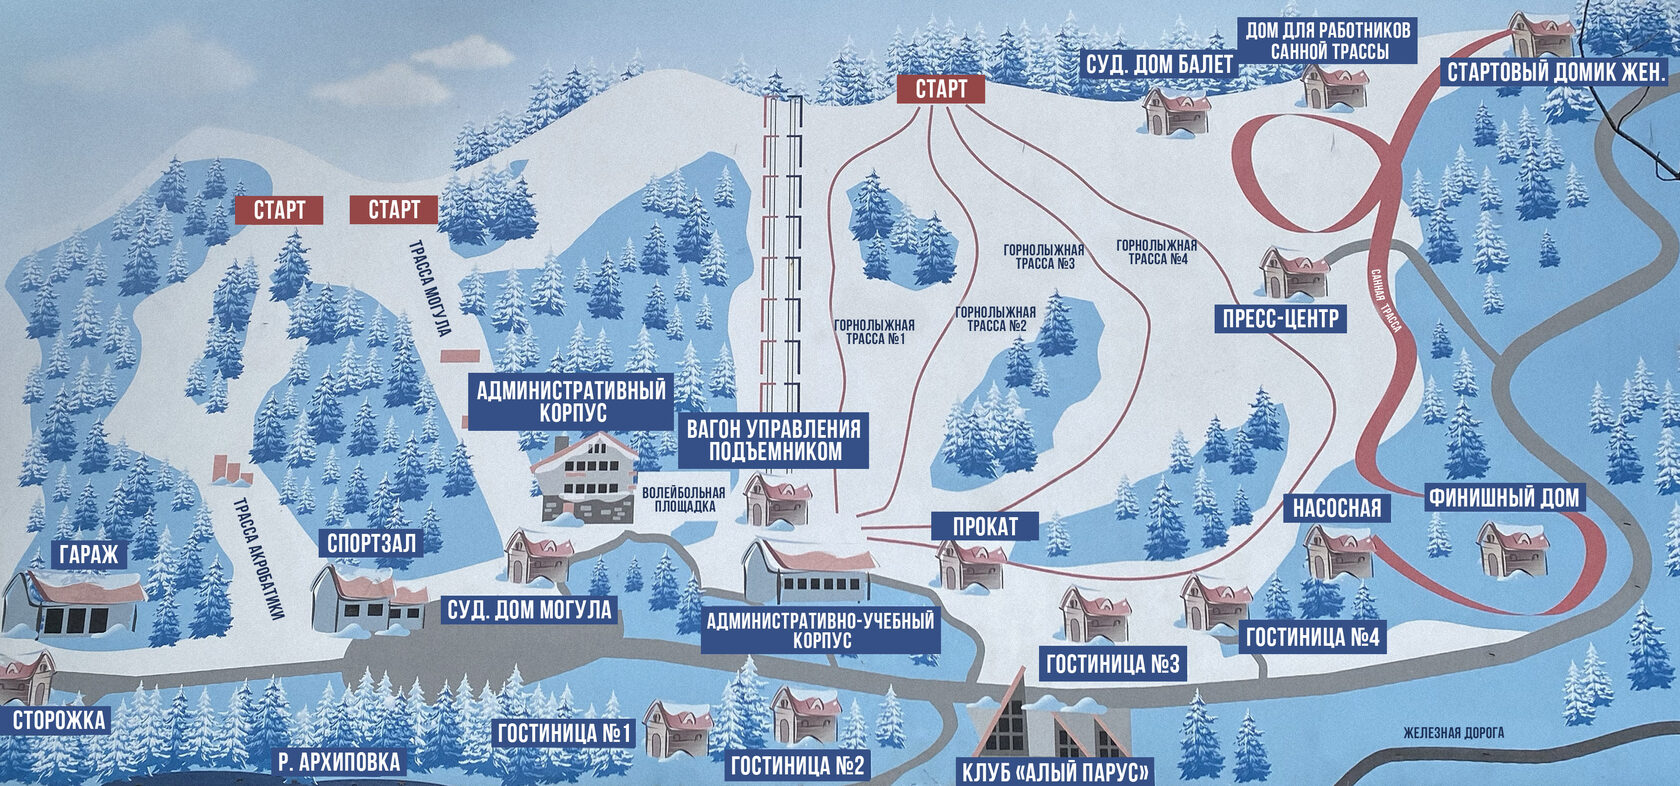 ДОМ ДЛЯ РАБОТНИКОВ
САННОЙ ТРАССЫ
СУД. ДОМ БАЛЕТ
СТАРТОВЫЙ ДОМИК ЖЕН.
СТАРТ
СТАРТ
СТАРТ
ТРАССА МОГУЛА
ГОРНОЛЫЖНАЯ
ТРАССА №3
ГОРНОЛЫЖНАЯ
ТРАССА №4
ГОРНОЛЫЖНАЯ
ТРАССА №1
ГОРНОЛЫЖНАЯ
ТРАССА №2
САННАЯ ТРАССА
ПРЕСС-ЦЕНТР
АДМИНИСТРАТИВНЫЙ
КОРПУС
ВАГОН УПРАВЛЕНИЯ
ПОДЪЕМНИКОМ
ВОЛЕЙБОЛЬНАЯ
ПЛОЩАДКА
ТРАССА АКРОБАТИКИ
ГАРАЖ
СПОРТЗАЛ
ПРОКАТ
НАСОСНАЯ
ФИНИШНЫЙ ДОМ
СУД. ДОМ МОГУЛА
АДМИНИСТРАТИВНО-УЧЕБНЫЙ
КОРПУС
ГОСТИНИЦА №3
ГОСТИНИЦА №4
СТОРОЖКА
Р. АРХИПОВКА
ГОСТИНИЦА №1
ГОСТИНИЦА №2
КЛУБ «АЛЫЙ ПАРУС»
ЖЕЛЕЗНАЯ ДОРОГА